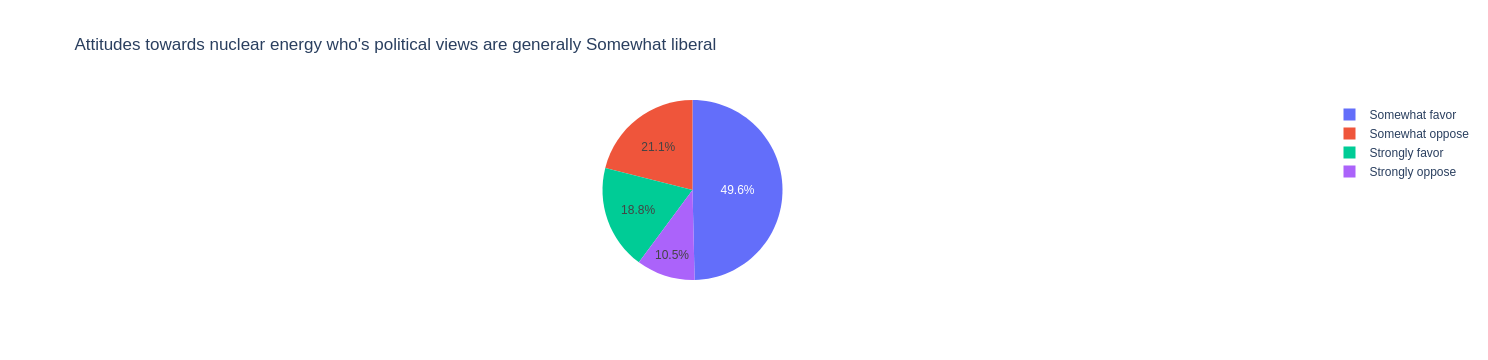 Attitudes towards nuclear energy who's political views are generally Somewhat liberal
Somewhat favor
Somewhat oppose
Strongly favor
Strongly oppose
21.1%
49.6%
18.8%
10.5%